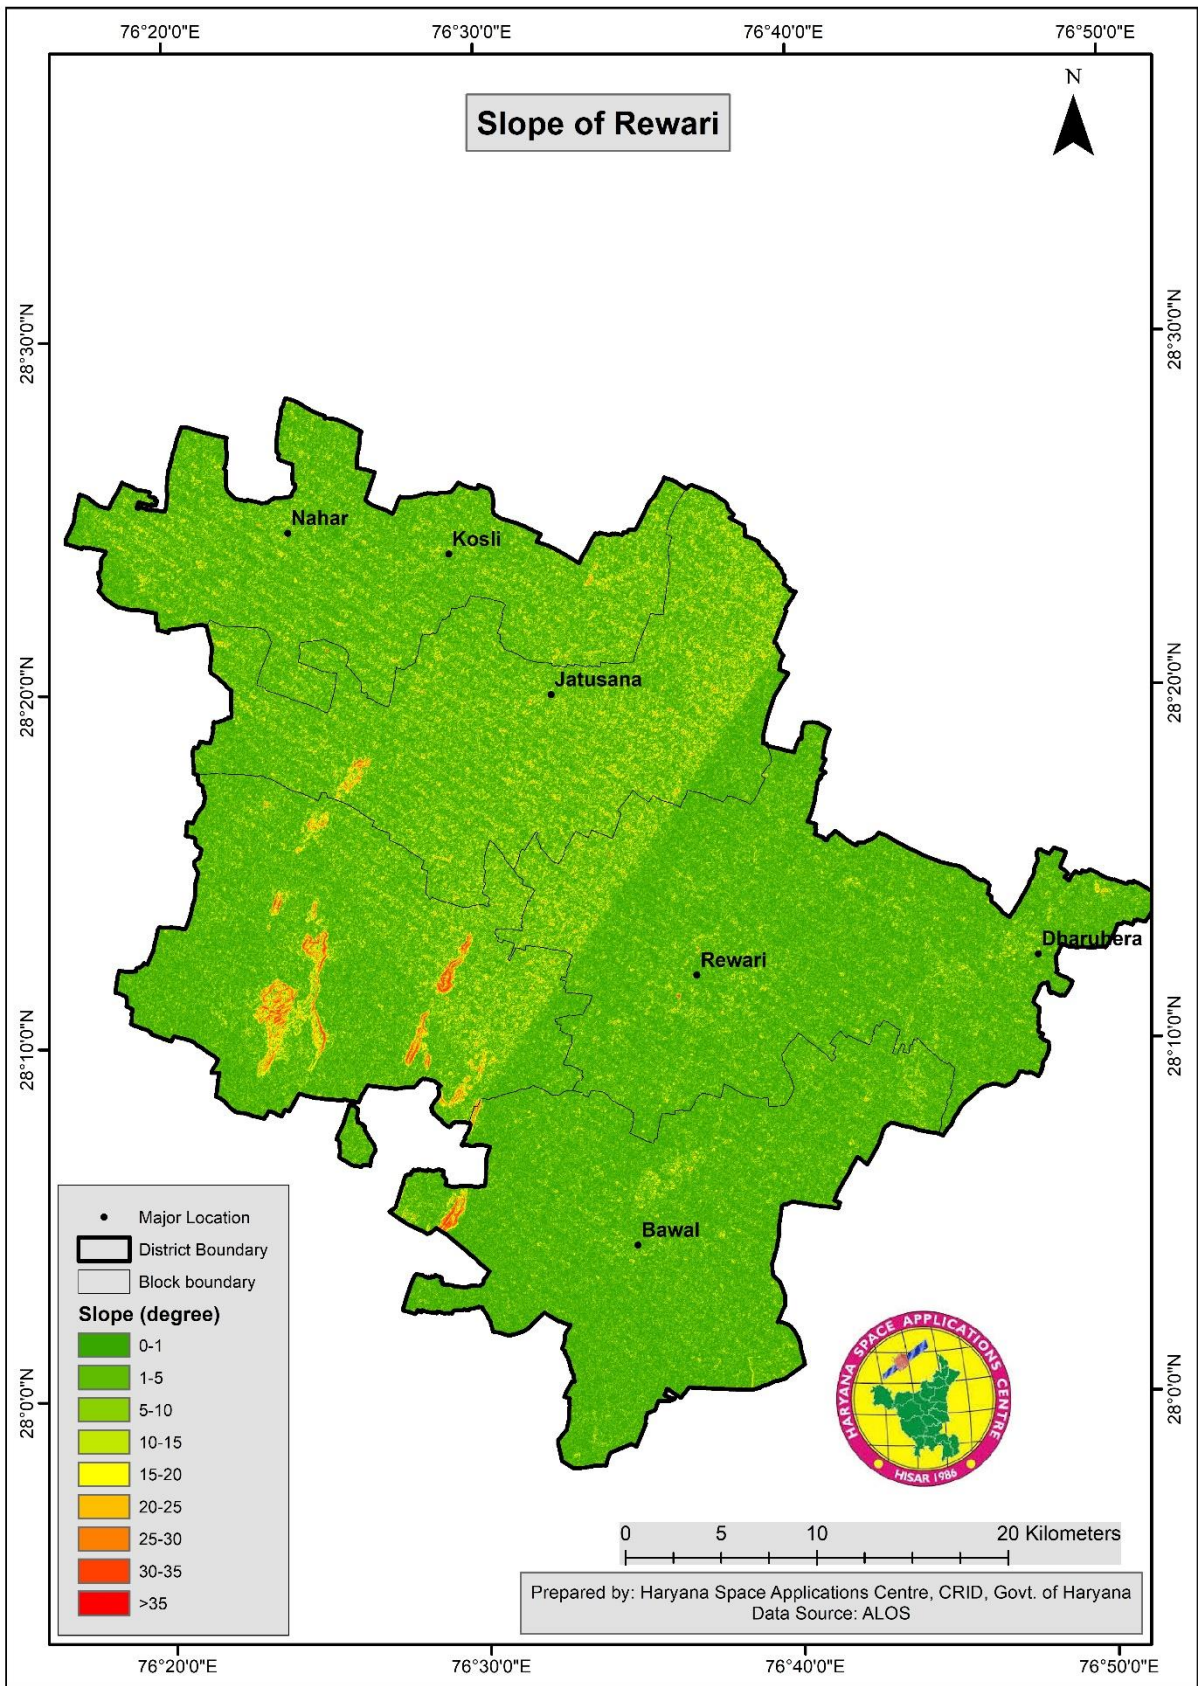 76°20'0"E 76°30'0"E 76°40'0"E 76°50'0"E
Slope of Rewari
N
28°30'0"N
28°30'0"N
Nahar
Kosli
Jatusana
28°20'0"N
28°20'0"N
Dharuhera
Rewari
28°10'0"N
28°10'0"N
Bawal
Major Location
District Boundary
Block boundary
Slope (degree)
0-1
1-5
5-10
10-15
15-20
20-25
25-30
30-35
>35
28°0'0"N
28°0'0"N
HARYANA SPACE APPLICATIONS CENTRE
HISAR 1986
0 5 10 20 Kilometers
Prepared by: Haryana Space Applications Centre, CRID, Govt. of Haryana
Data Source: ALOS
76°20'0"E 76°30'0"E 76°40'0"E 76°50'0"E